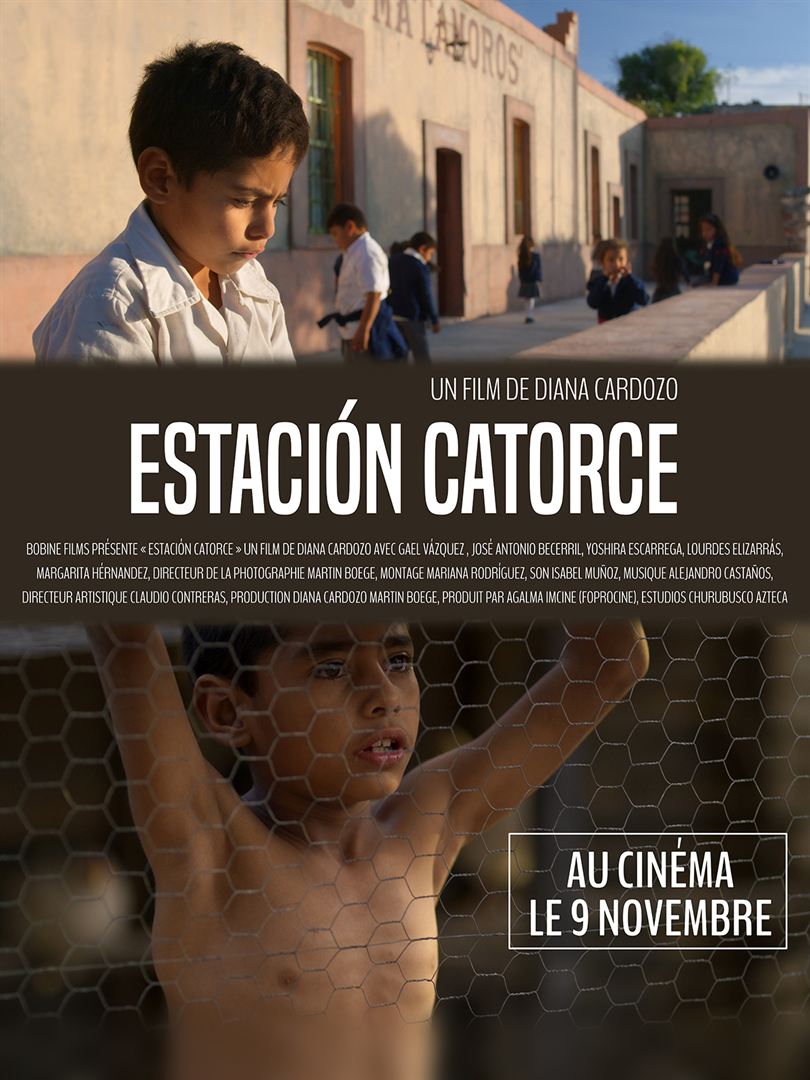 MATAMOROS
UN FILM DE DIANA CARDOZO
ESTACIÓN CATORCE
BOBINE FILMS PRÉSENTE « ESTACIÓN CATORCE » UN FILM DE DIANA CARDOZO AVEC GAEL VÁZQUEZ , JOSÉ ANTONIO BECERRIL, YOSHIRA ESCARREGA, LOURDES ELIZARRÁS,
MARGARITA HÉRNANDEZ, DIRECTEUR DE LA PHOTOGRAPHIE MARTIN BOEGE, MONTAGE MARIANA RODRÍGUEZ, SON ISABEL MUÑOZ, MUSIQUE ALEJANDRO CASTAÑOS,
DIRECTEUR ARTISTIQUE CLAUDIO CONTRERAS, PRODUCTION DIANA CARDOZO MARTIN BOEGE, PRODUIT PAR AGALMA IMCINE (FOPROCINE), ESTUDIOS CHURUBUSCO AZTECA
AU CINÉMA
LE 9 NOVEMBRE